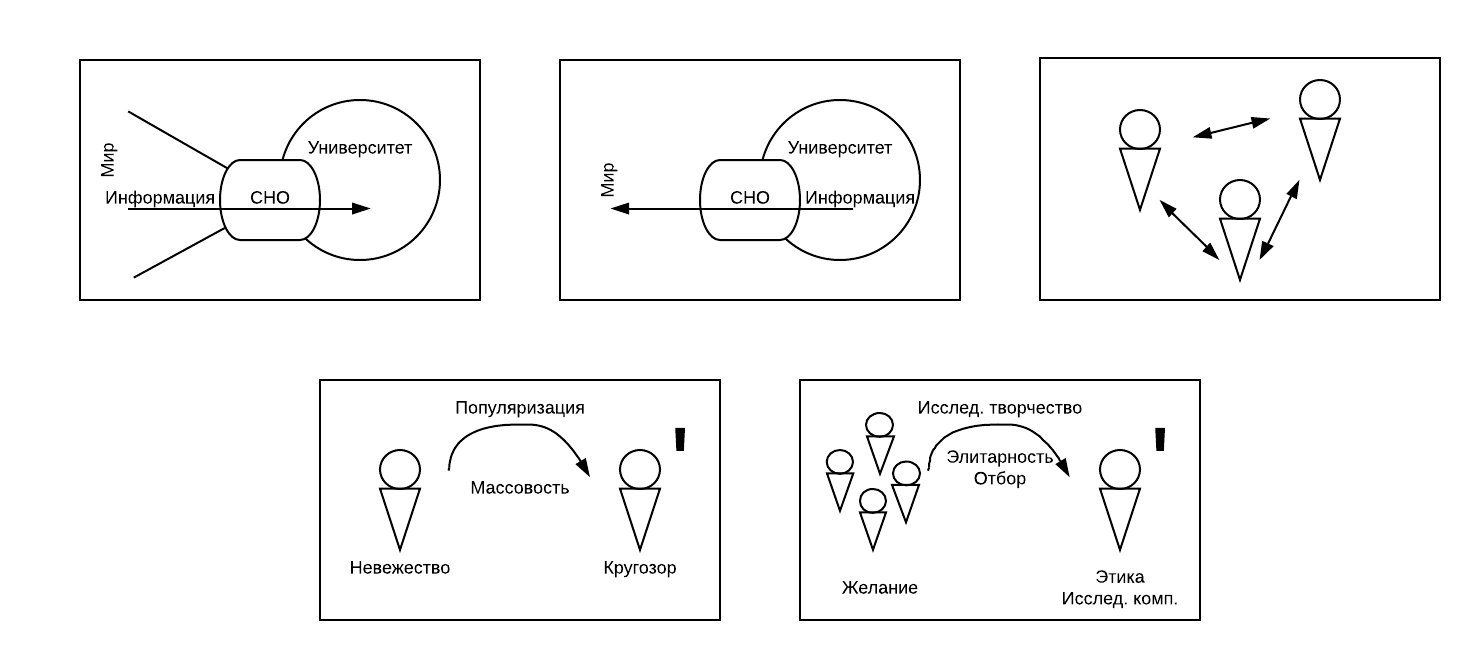 Университет
Мир
Информация
СНО
Университет
Мир
СНО
Информация
Популяризация
Массовость
Невежество
Кругозор
Исслед. творчество
Элитарность
Отбор
Желание
Этика
Исслед. комп.